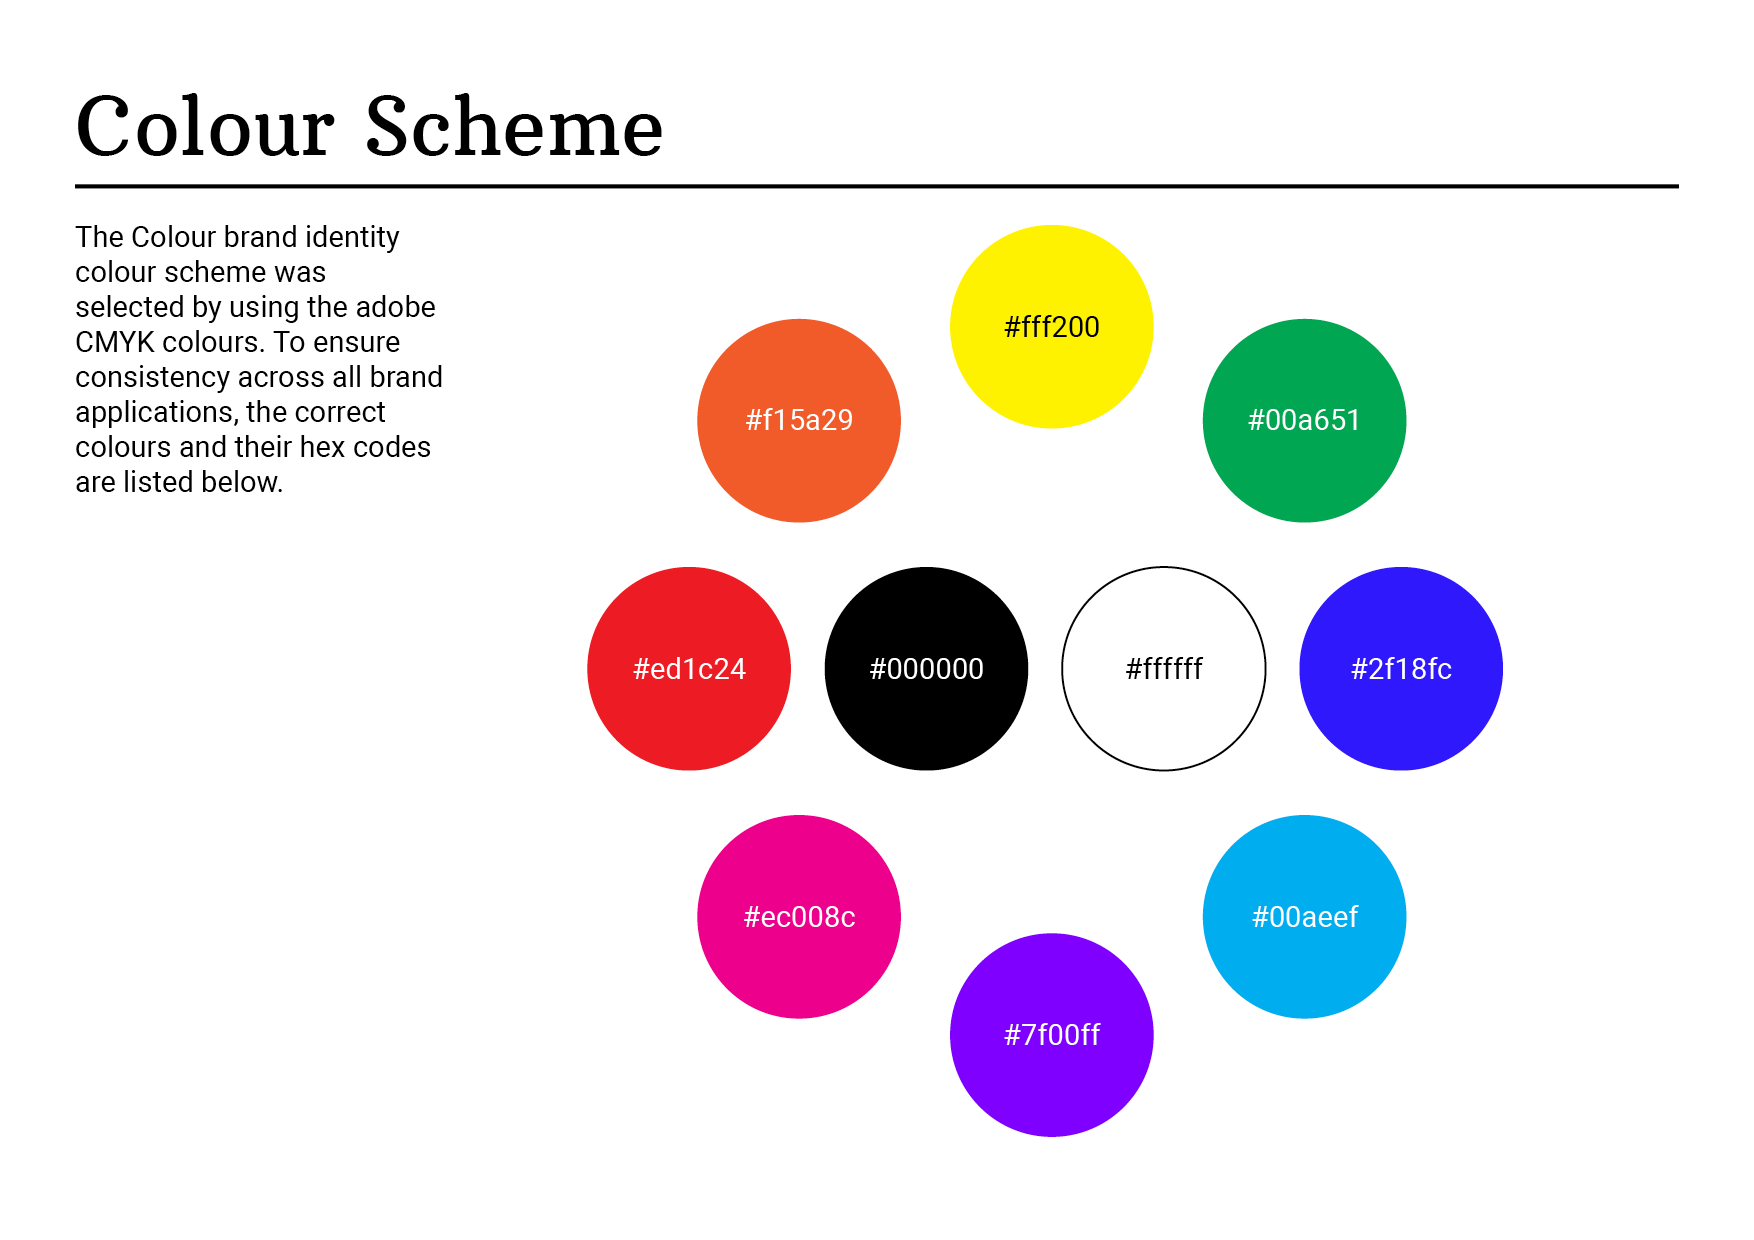 Colour Scheme
The Colour brand identity
colour scheme was
selected by using the adobe
CMYK colours. To ensure
consistency across all brand
applications, the correct
colours and their hex codes
are listed below.
#fff200
#f15a29
#00a651
#ed1c24
#000000
#ffffff
#2f18fc
#ec008c
#00aeef
#7f00ff